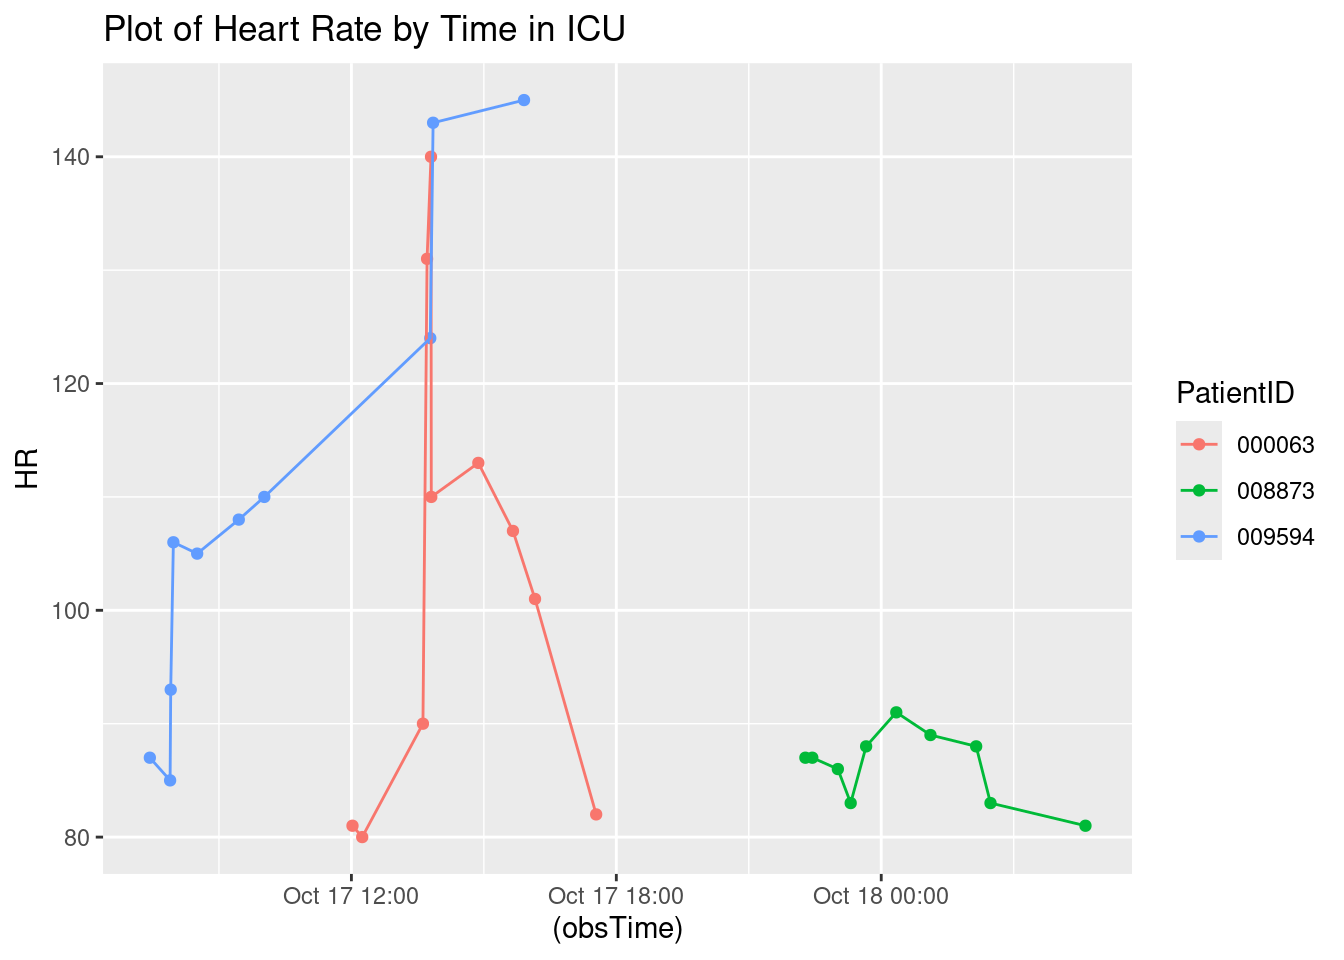 Plot of Heart Rate by Time in ICU
140
120
100
80
HR
Oct 17 12:00
Oct 17 18:00
Oct 18 00:00
(obsTime)
PatientID
000063
008873
009594